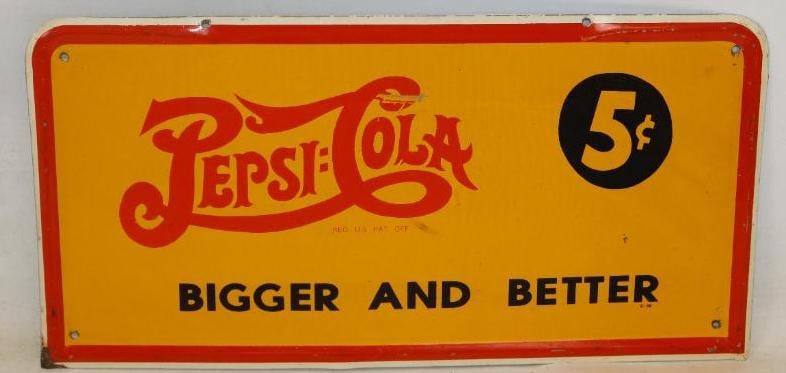 PEPSI:COLA
5¢
REG. U.S. PAT. OFF.
BIGGER AND BETTER